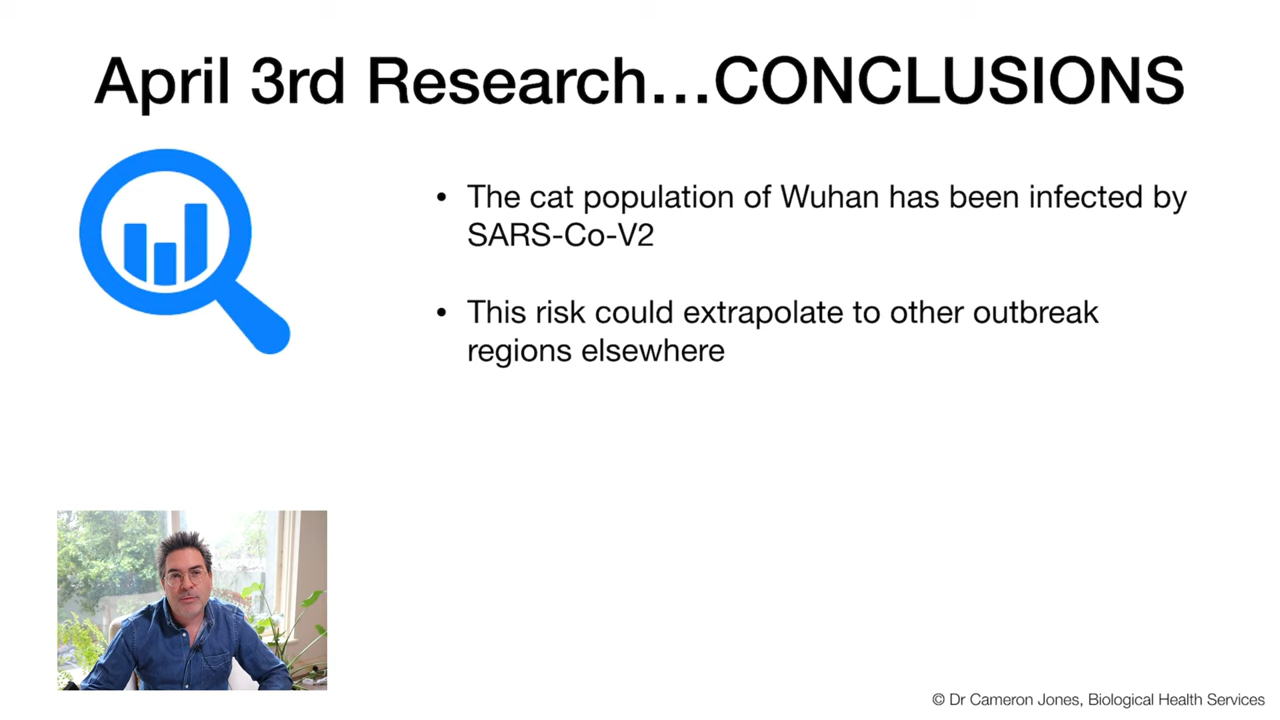 April 3rd Research...CONCLUSIONS
• The cat population of Wuhan has been infected by
SARS-Co-V2
• This risk could extrapolate to other outbreak
regions elsewhere
© Dr Cameron Jones, Biological Health Services